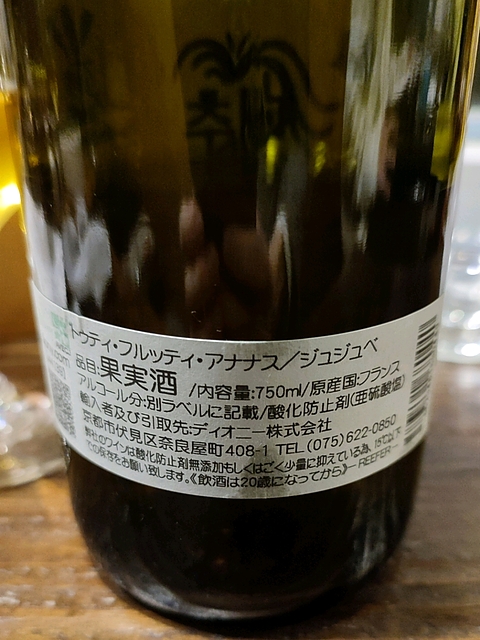 トゥティ・フルッティ・アナナス/ジュジュベ
品目:果実酒 /内容量:750ml/原産国:フランス
アルコール分:別ラベルに記載/酸化防止剤(亜硫酸塩)
輸入者及び引取先:ディオニー株式会社
京都市伏見区奈良屋町408-1 TEL(075)622-0850
弊社のワインは酸化防止剤無添加もしくはごく少量に抑えている為、15℃以下
での保存をお願い致します。《飲酒は20歳になってから》 ―REEFER―